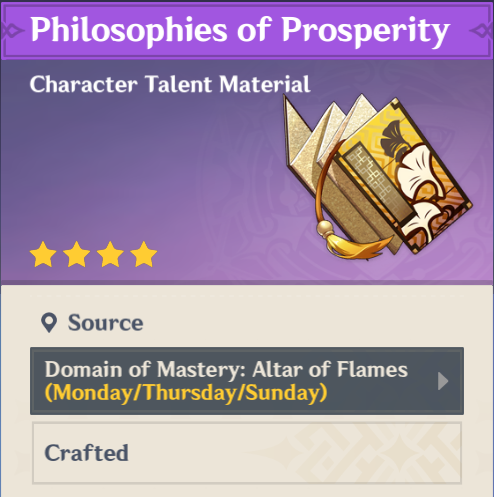 Philosophies of Prosperity
Character Talent Material
Source
Domain of Mastery: Altar of Flames
(Monday/Thursday/Sunday)
Crafted